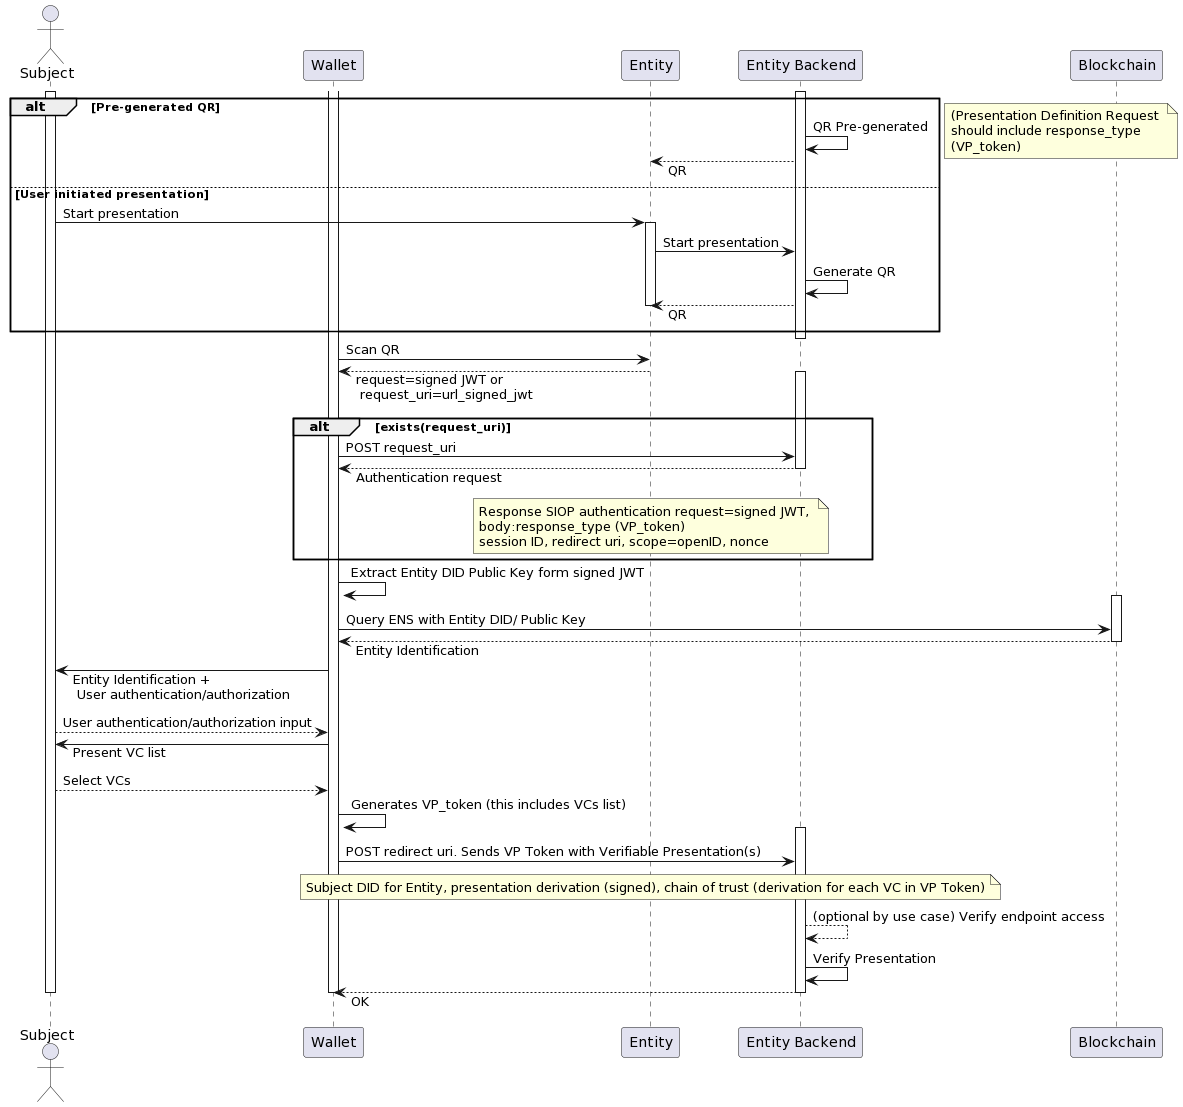 Subject
Wallet
Entity
Entity Backend
Blockchain
alt
[Pre-generated QR]
(Presentation Definition Request
should include response_type
(VP_token)
QR Pre-generated
QR
[User initiated presentation]
Start presentation
Start presentation
Generate QR
QR
Scan QR
request=signed JWT or
request_uri=url_signed_jwt
alt
[exists(request_uri)]
POST request_uri
Authentication request
Response SIOP authentication request=signed JWT,
body:response_type (VP_token)
session ID, redirect uri, scope=openID, nonce
Extract Entity DID Public Key form signed JWT
Query ENS with Entity DID/ Public Key
Entity Identification
Entity Identification +
User authentication/authorization
User authentication/authorization input
Present VC list
Select VCs
Generates VP_token (this includes VCs list)
POST redirect uri. Sends VP Token with Verifiable Presentation(s)
Subject DID for Entity, presentation derivation (signed), chain of trust (derivation for each VC in VP Token)
(optional by use case) Verify endpoint access
Verify Presentation
OK
Subject
Wallet
Entity
Entity Backend
Blockchain